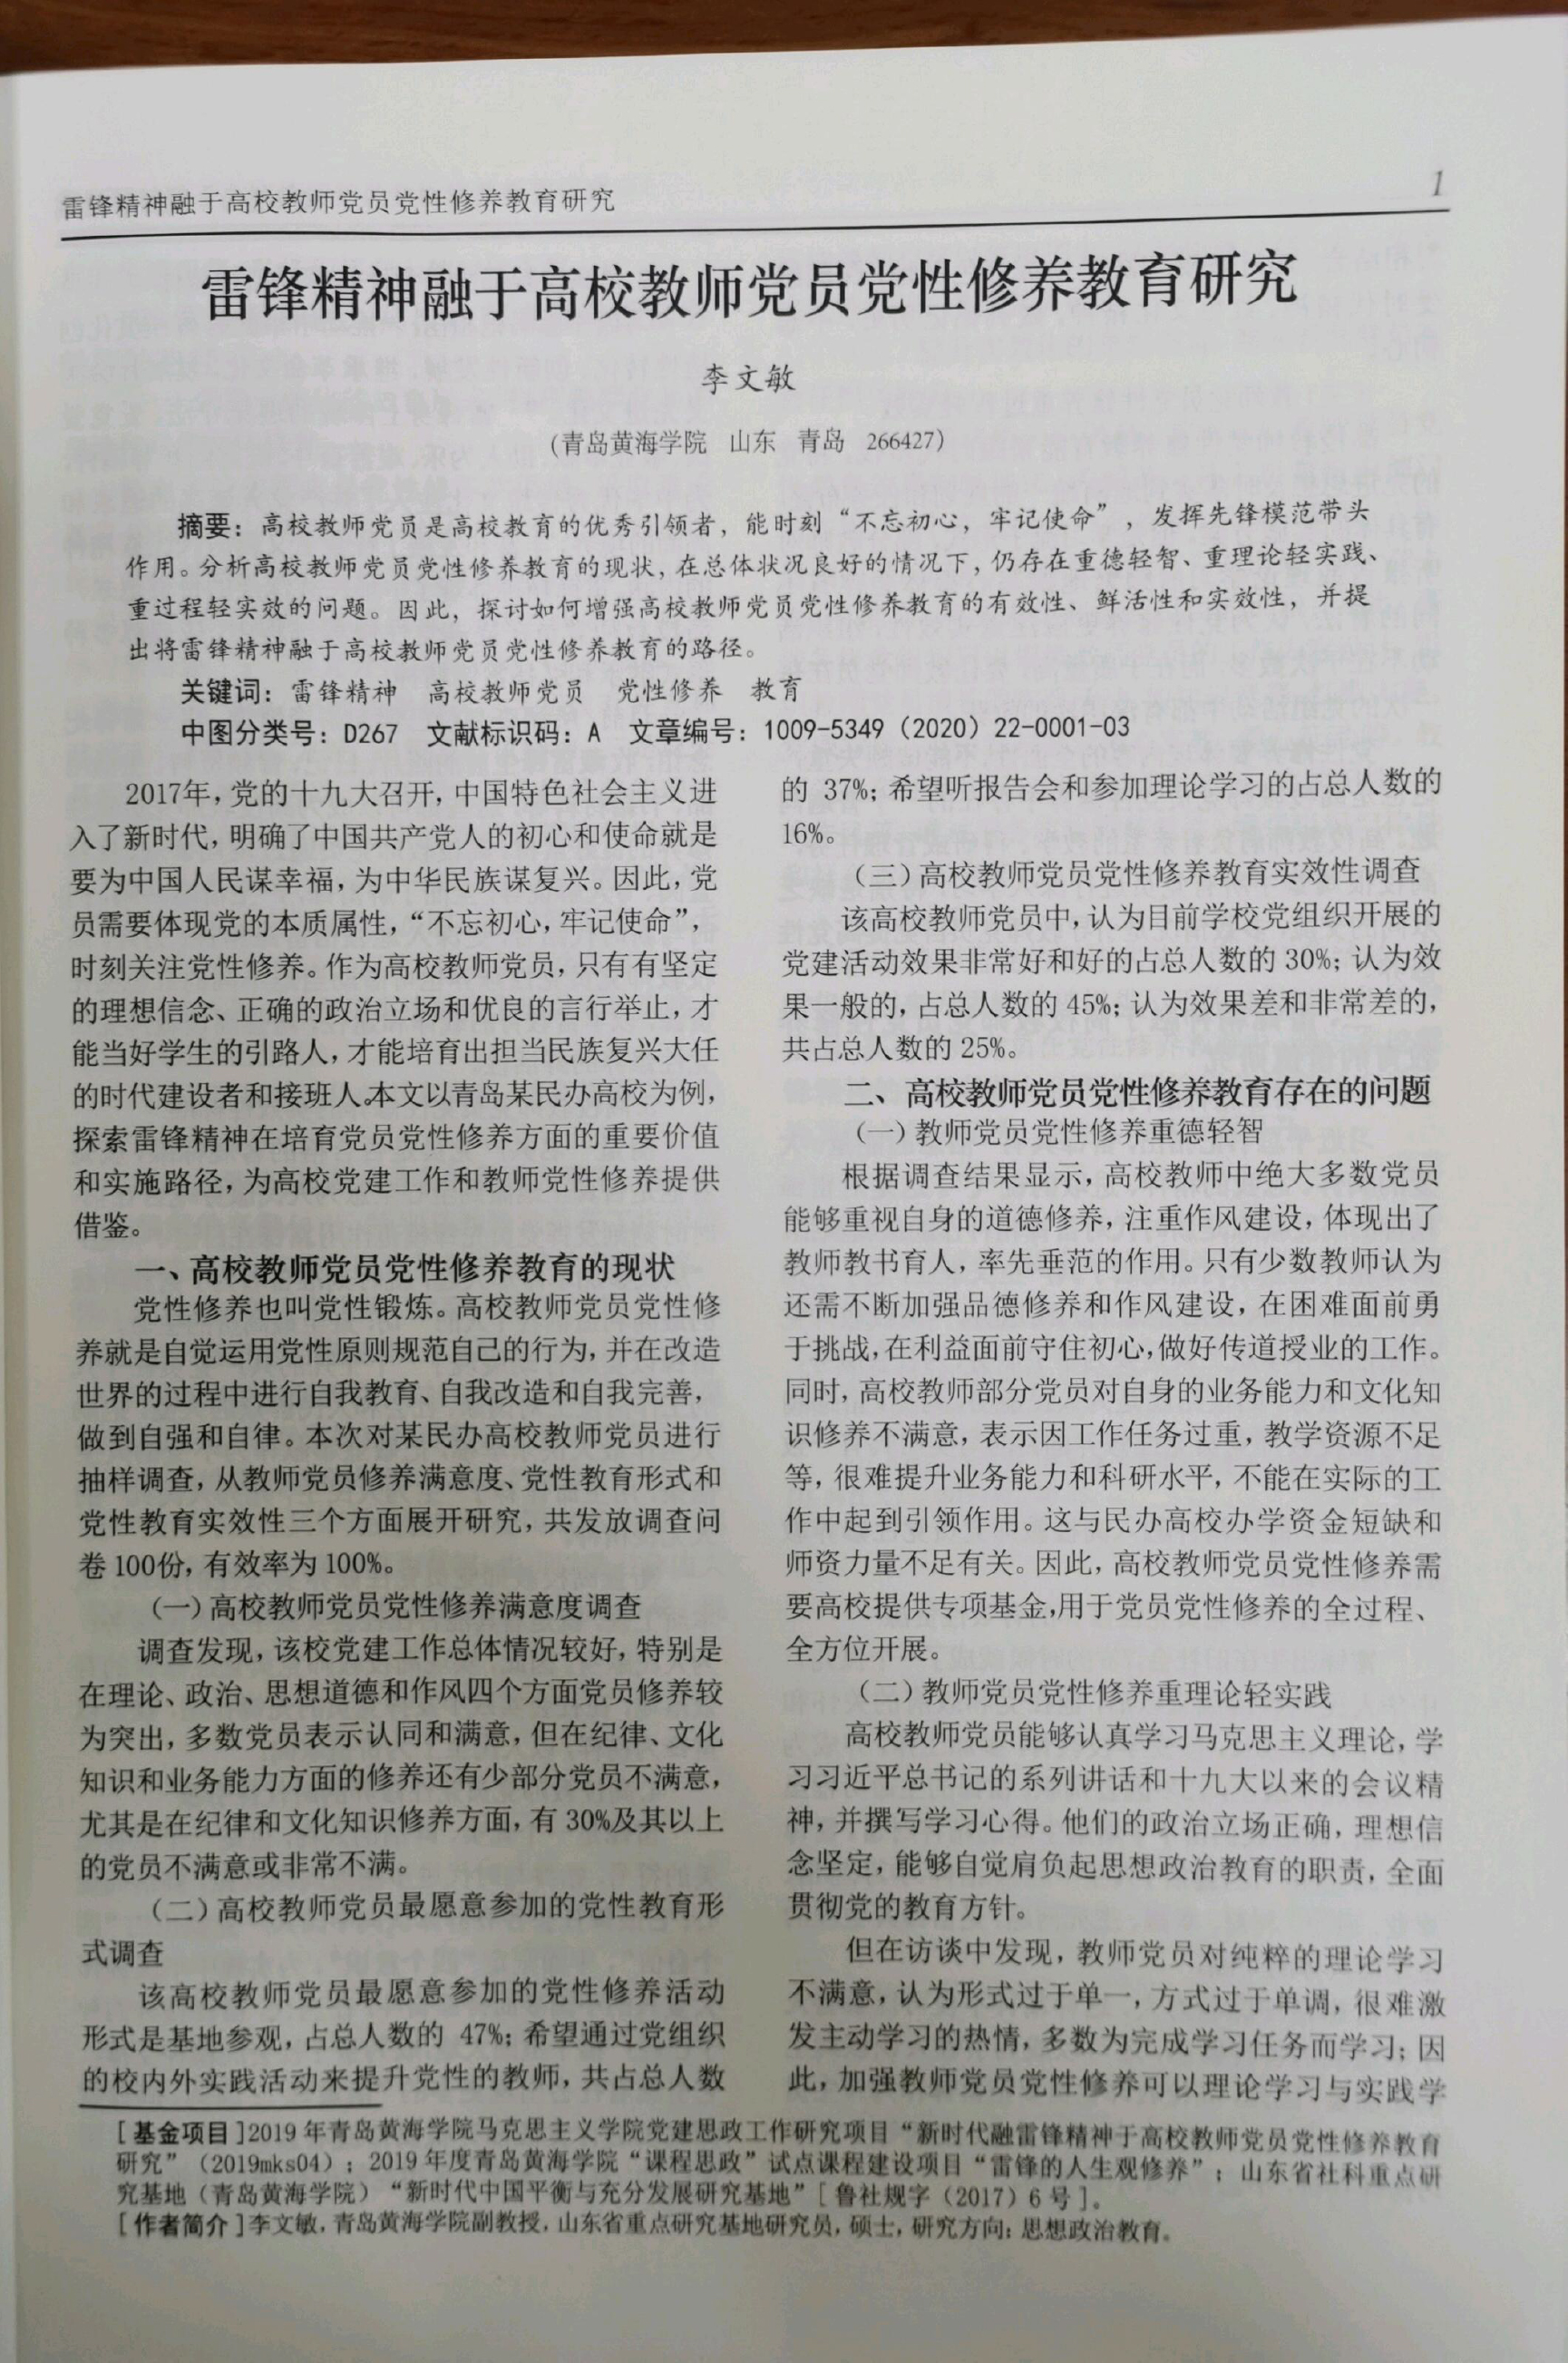 雷锋精神融于高校教师党员党性修养教育研究
1
雷锋精神融于高校教师党员党性修养教育研究
李文敏
(青岛黄海学院 山东 青岛 266427)
摘要：高校教师党员是高校教育的优秀引领者，能时刻“不忘初心，牢记使命”，发挥先锋模范带头
作用。分析高校教师党员党性修养教育的现状，在总体状况良好的情况下，仍存在重德轻智、重理论轻实践、
重过程轻实效的问题。因此，探讨如何增强高校教师党员党性修养教育的有效性、鲜活性和实效性，并提
出将雷锋精神融于高校教师党员党性修养教育的路径。
关键词：雷锋精神 高校教师党员 党性修养 教育
中图分类号：D267 文献标识码：A 文章编号：1009-5349（2020）22-0001-03
2017年，党的十九大召开，中国特色社会主义进
入了新时代，明确了中国共产党人的初心和使命就是
要为中国人民谋幸福，为中华民族谋复兴。因此，党
员需要体现党的本质属性，“不忘初心，牢记使命”，
时刻关注党性修养。作为高校教师党员，只有有坚定
的理想信念、正确的政治立场和优良的言行举止，才
能当好学生的引路人，才能培育出担当民族复兴大任
的时代建设者和接班人。本文以青岛某民办高校为例，
探索雷锋精神在培育党员党性修养方面的重要价值
和实施路径，为高校党建工作和教师党性修养提供
借鉴。
一、高校教师党员党性修养教育的现状
党性修养也叫党性锻炼。高校教师党员党性修
养就是自觉运用党性原则规范自己的行为，并在改造
世界的过程中进行自我教育、自我改造和自我完善，
做到自强和自律。本次对某民办高校教师党员进行
抽样调查，从教师党员修养满意度、党性教育形式和
党性教育实效性三个方面展开研究，共发放调查问
卷100份，有效率为100%。
（一）高校教师党员党性修养满意度调查
调查发现，该校党建工作总体情况较好，特别是
在理论、政治、思想道德和作风四个方面党员修养较
为突出，多数党员表示认同和满意，但在纪律、文化
知识和业务能力方面的修养还有少部分党员不满意，
尤其是在纪律和文化知识修养方面，有30%及其以上
的党员不满意或非常不满。
（二）高校教师党员最愿意参加的党性教育形
式调查
该高校教师党员最愿意参加的党性修养活动
形式是基地参观，占总人数的 47%；希望通过党组织
的校内外实践活动来提升党性的教师，共占总人数
的 37%；希望听报告会和参加理论学习的占总人数的
16%。
（三）高校教师党员党性修养教育实效性调查
该高校教师党员中，认为目前学校党组织开展的
党建活动效果非常好和好的占总人数的 30%；认为效
果一般的，占总人数的 45%；认为效果差和非常差的，
共占总人数的 25%。
二、高校教师党员党性修养教育存在的问题
（一）教师党员党性修养重德轻智
根据调查结果显示，高校教师中绝大多数党员
能够重视自身的道德修养，注重作风建设，体现出了
教师教书育人，率先垂范的作用。只有少数教师认为
还需不断加强品德修养和作风建设，在困难面前勇
于挑战，在利益面前守住初心，做好传道授业的工作。
同时，高校教师部分党员对自身的业务能力和文化知
识修养不满意，表示因工作任务过重，教学资源不足
等，很难提升业务能力和科研水平，不能在实际的工
作中起到引领作用。这与民办高校办学资金短缺和
师资力量不足有关。因此，高校教师党员党性修养需
要高校提供专项基金，用于党员党性修养的全过程、
全方位开展。
（二）教师党员党性修养重理论轻实践
高校教师党员能够认真学习马克思主义理论，学
习习近平总书记的系列讲话和十九大以来的会议精
神，并撰写学习心得。他们的政治立场正确，理想信
念坚定，能够自觉肩负起思想政治教育的职责，全面
贯彻党的教育方针。
但在访谈中发现，教师党员对纯粹的理论学习
不满意，认为形式过于单一，方式过于单调，很难激
发主动学习的热情，多数为完成学习任务而学习；因
此，加强教师党员党性修养可以理论学习与实践学
[基金项目]2019年青岛黄海学院马克思主义学院党建思政工作研究项目“新时代融雷锋精神于高校教师党员党性修养教育
研究”（2019mks04）；2019年度青岛黄海学院“课程思政”试点课程建设项目“雷锋的人生观修养”；山东省社科重点研
究基地（青岛黄海学院）“新时代中国平衡与充分发展研究基地”[鲁社规字（2017）6号]。
[作者简介]李文敏，青岛黄海学院副教授，山东省重点研究基地研究员，硕士，研究方向：思想政治教育。